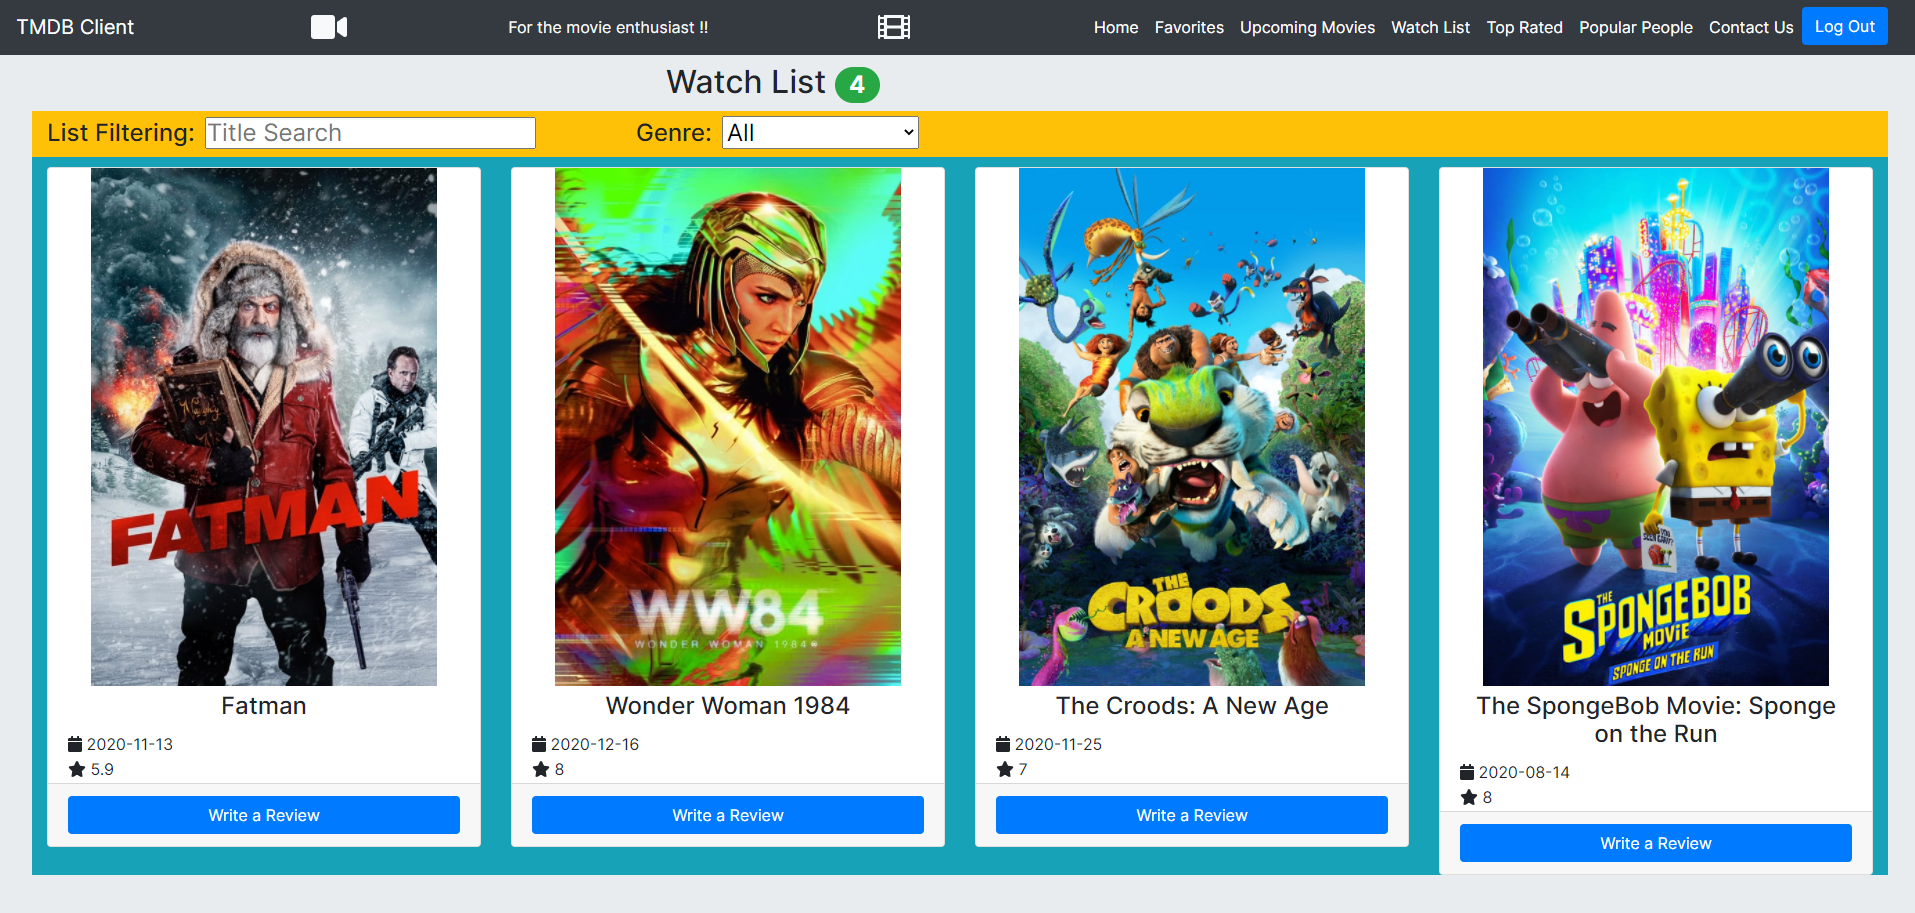 TMDB Client
For the movie enthusiast !!
Home Favorites Upcoming Movies Watch List Top Rated Popular People Contact Us Log Out
Watch List 4
List Filtering: Title Search Genre: All
FATMAN
WW84
WONDER WOMAN 1984
THE
CROODS
A NEW AGE
THE
SPONGEBOB
MOVIE
SPONGE ON THE RUN
Fatman
2020-11-13
5.9
Write a Review
Wonder Woman 1984
2020-12-16
8
Write a Review
The Croods: A New Age
2020-11-25
7
Write a Review
The SpongeBob Movie: Sponge
on the Run
2020-08-14
8
Write a Review